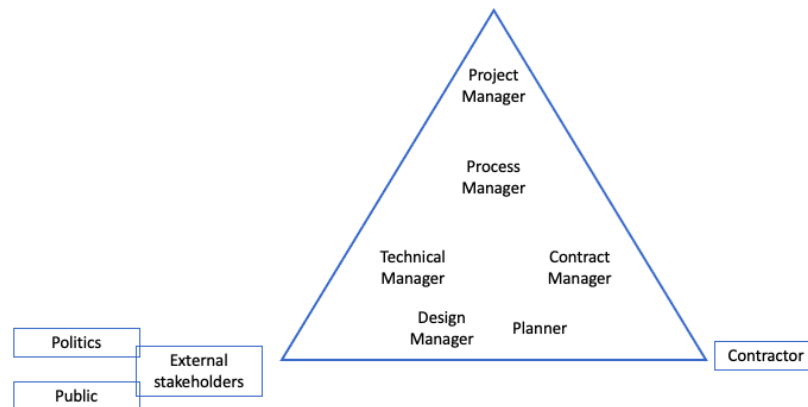 Project
Manager
Process
Manager
Technical
Manager
Contract
Manager
Design
Manager
Planner
Politics
External
stakeholders
Public
Contractor